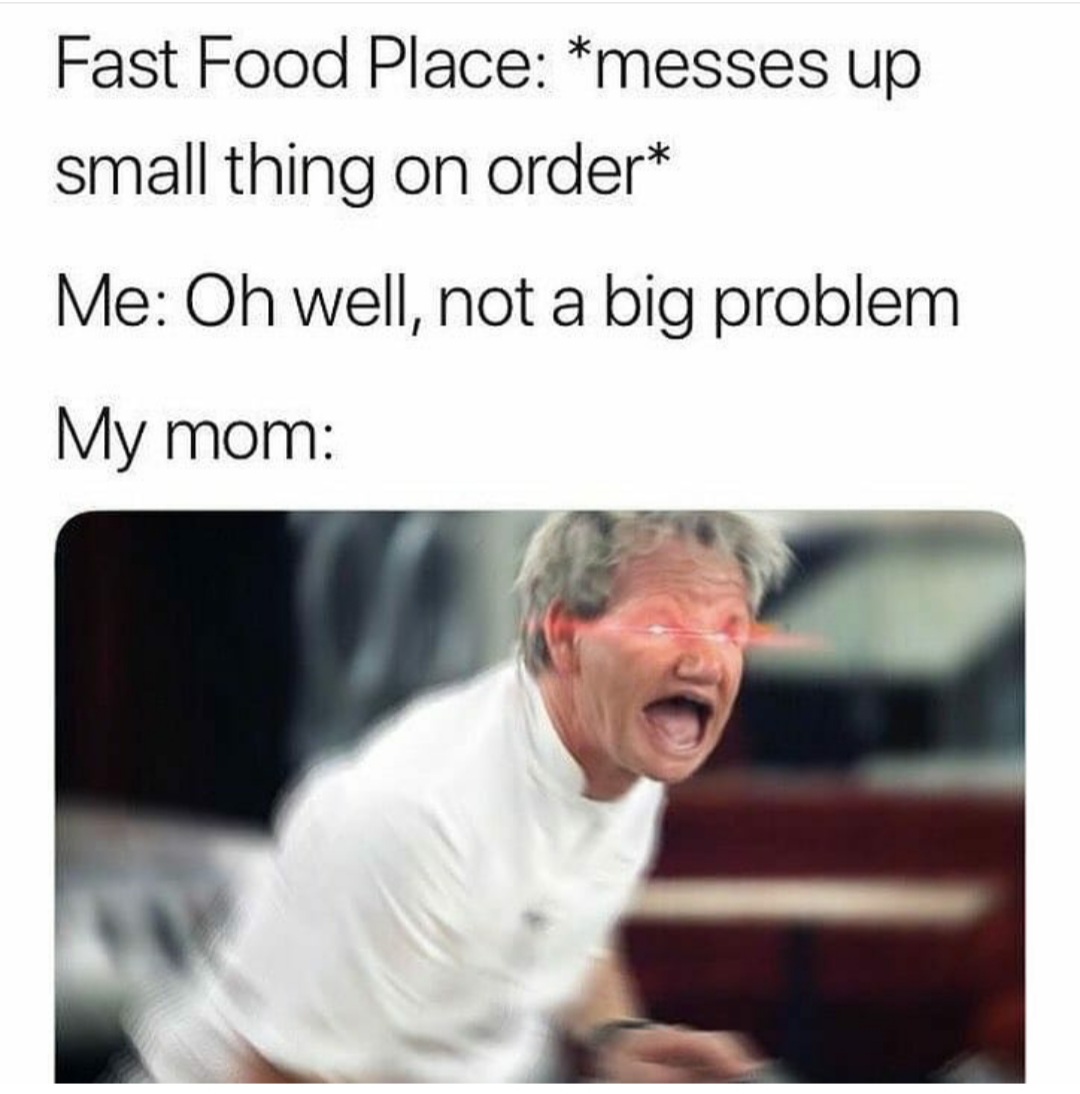 Fast Food Place: *messes up
small thing on order*
Me: Oh well, not a big problem
My mom: